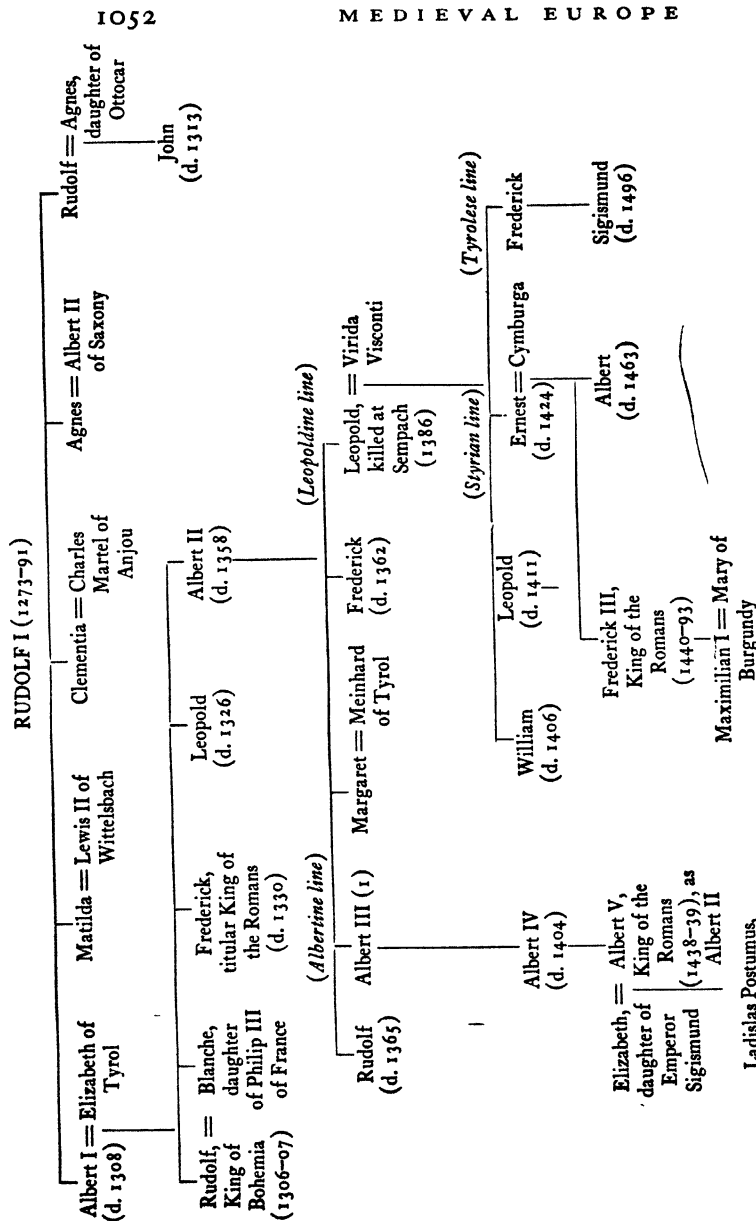 1052 MEDIEVAL EUROPE
RUDOLF I (1273–91)
Albert I = Elizabeth of
(d. 1308) Tyrol
Matilda = Lewis II of
Wittelsbach
Clementia = Charles
Martel of
Anjou
Agnes = Albert II
of Saxony
Rudolf = Agnes,
daughter of
Ottocar
John
(d. 1313)
Rudolf, = Blanche,
King of daughter
Bohemia of Philip III
(1306–07) of France
Frederick,
titular King of
the Romans
(d. 1330)
Leopold
(d. 1326)
Albert II
(d. 1358)
(Albertine line)
(Leopoldine line)
Rudolf
(d. 1365)
Albert III (1)
Margaret = Meinhard
of Tyrol
Frederick
(d. 1362)
Leopold, = Virida
killed at Visconti
Sempach
(1386)
(Styrian line)
(Tyrolese line)
Albert IV
(d. 1404)
William
(d. 1406)
Leopold
(d. 1411)
Ernest = Cymburga
(d. 1424)
Frederick
Elizabeth, = Albert V,
daughter of King of the
Emperor Romans
Sigismund (1438–39), as
Albert II
Frederick III,
King of the
Romans
(1440–93)
Albert
(d. 1463)
Sigismund
(d. 1496)
Maximilian I = Mary of
Burgundy
Ladislas Postumus,